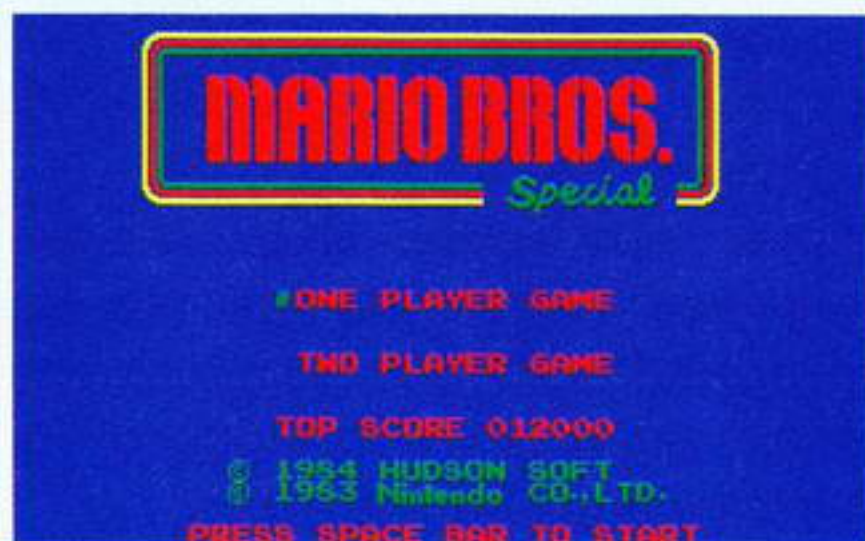 MARIO BROS.
Special
#ONE PLAYER GAME
TWO PLAYER GAME
TOP SCORE 012000
© 1984 HUDSON SOFT
© 1983 Nintendo CO.,LTD.
PRESS SPACE BAR TO START